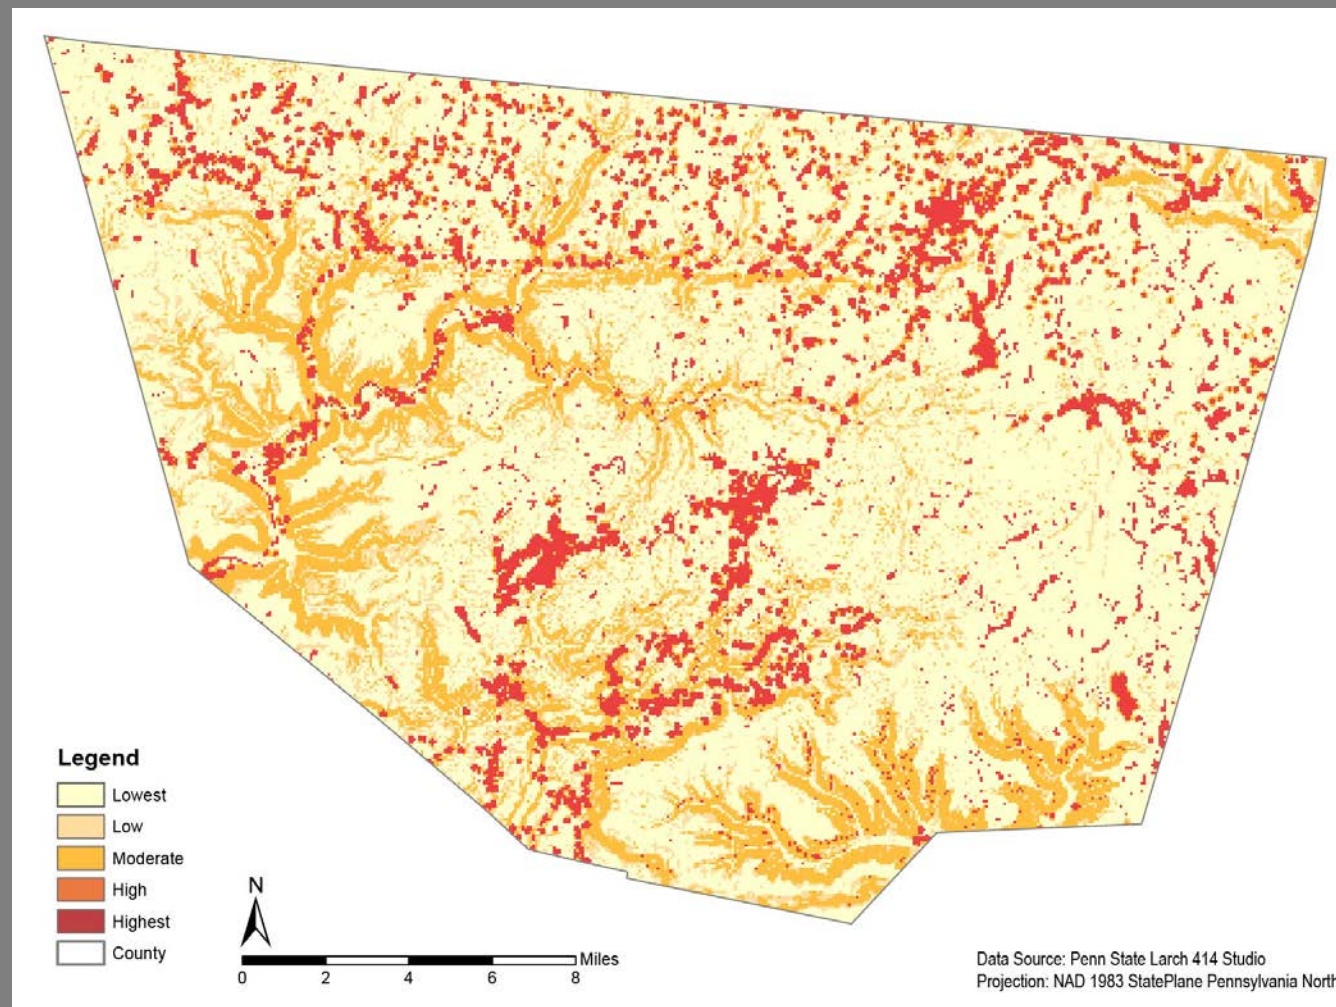 Legend
Lowest
Low
Moderate
High
Highest
County
N
Miles
0 2 4 6 8
Data Source: Penn State Larch 414 Studio
Projection: NAD 1983 StatePlane Pennsylvania North